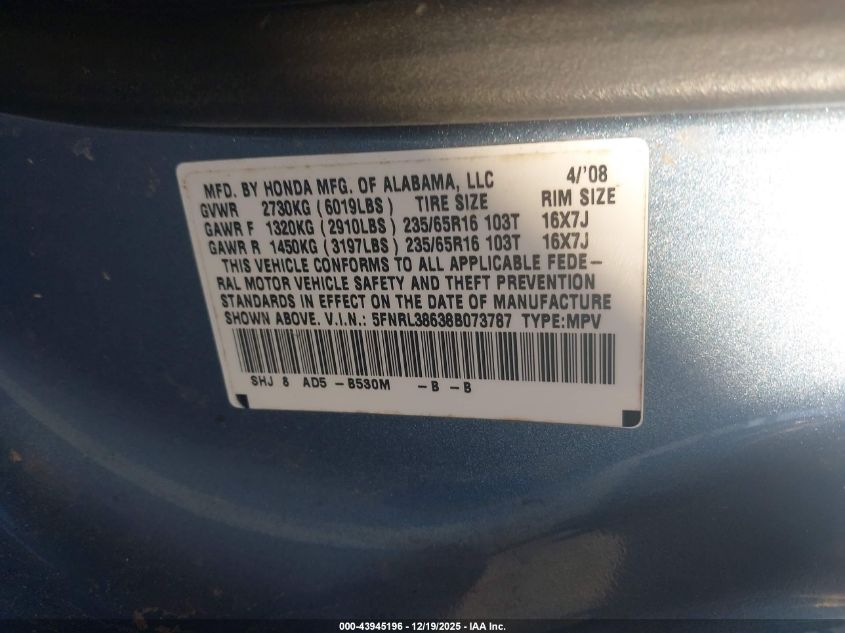 MFD. BY HONDA MFG. OF ALABAMA, LLC 4/'08
GVWR 2730KG (6019LBS) TIRE SIZE RIM SIZE
GAWR F 1320KG (2910LBS) 235/65R16 103T 16X7J
GAWR R 1450KG (3197LBS) 235/65R16 103T 16X7J
THIS VEHICLE CONFORMS TO ALL APPLICABLE FEDE-
RAL MOTOR VEHICLE SAFETY AND THEFT PREVENTION
STANDARDS IN EFFECT ON THE DATE OF MANUFACTURE
SHOWN ABOVE. V.I.N.: 5FNRL38638B073787 TYPE:MPV
SHJ 8 AD5 -B530M -B -B
000-43945196 - 12/19/2025 - IAA Inc.